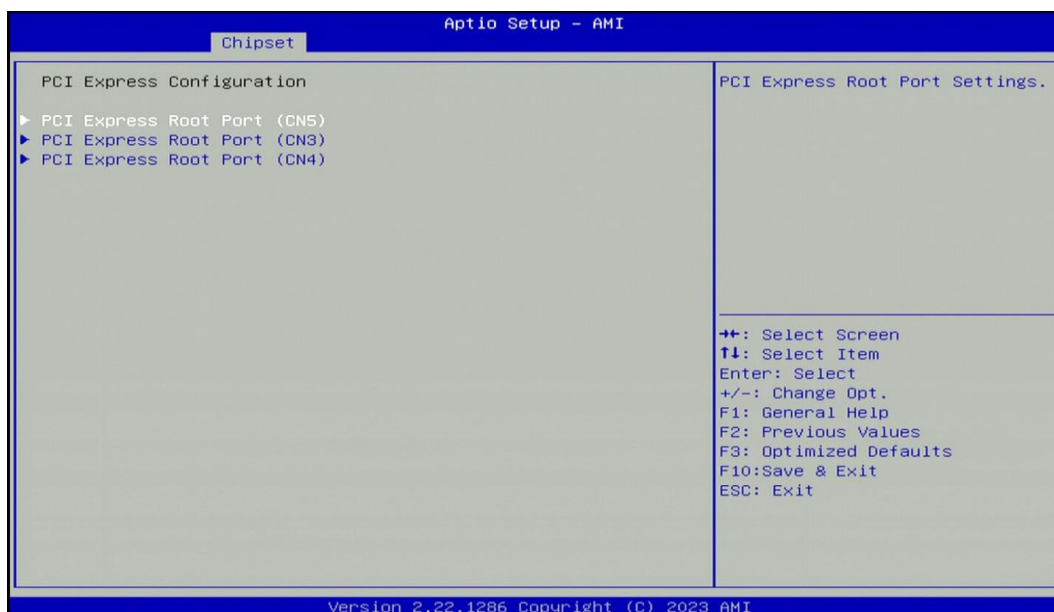 Aptio Setup – AMI
Chipset
PCI Express Configuration
▶ PCI Express Root Port (CN5)
▶ PCI Express Root Port (CN3)
▶ PCI Express Root Port (CN4)
PCI Express Root Port Settings.
→←: Select Screen
↑↓: Select Item
Enter: Select
+/-: Change Opt.
F1: General Help
F2: Previous Values
F3: Optimized Defaults
F10:Save & Exit
ESC: Exit
Version 2.22.1286 Copyright (C) 2023 AMI